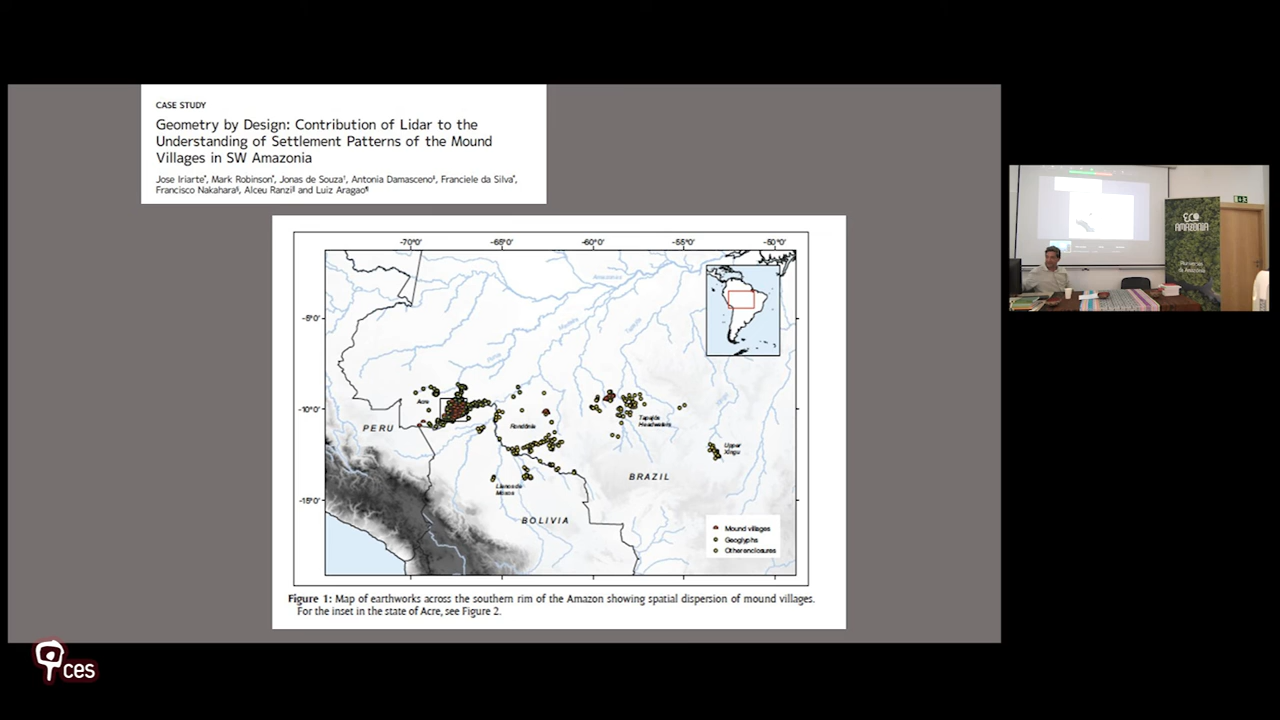 CASE STUDY
Geometry by Design: Contribution of Lidar to the
Understanding of Settlement Patterns of the Mound
Villages in SW Amazonia
Jose Iriarte*, Mark Robinson*, Jonas de Souza†, Antonia Damasceno‡, Franciele da Silva*,
Francisco Nakahara§, Alceu Ranzi‖ and Luiz Aragao¶
-70°0' -65°0' -60°0' -55°0' -50°0'
-5°0'
-10°0'
-15°0'
Acre
PERU
Rondônia
Tapajós
Headwaters
Upper
Xingu
BRAZIL
Llanos de
Moxos
BOLIVIA
Mound villages
Geoglyphs
Other enclosures
Figure 1: Map of earthworks across the southern rim of the Amazon showing spatial dispersion of mound villages.
For the inset in the state of Acre, see Figure 2.
ECO
AMAZONIA
ces